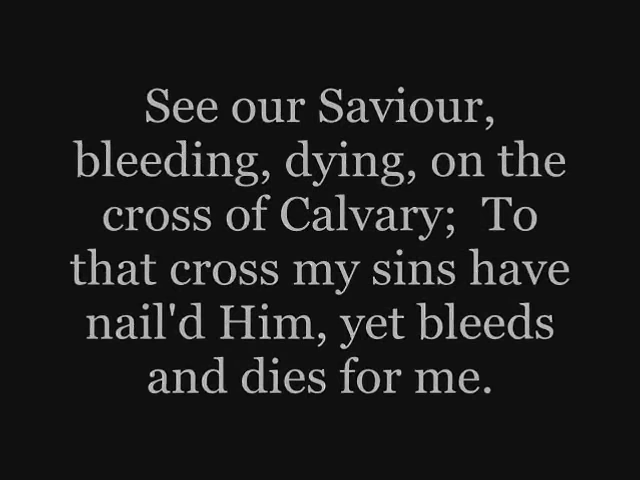 See our Saviour,
bleeding, dying, on the
cross of Calvary;  To
that cross my sins have
nail'd Him, yet bleeds
and dies for me.